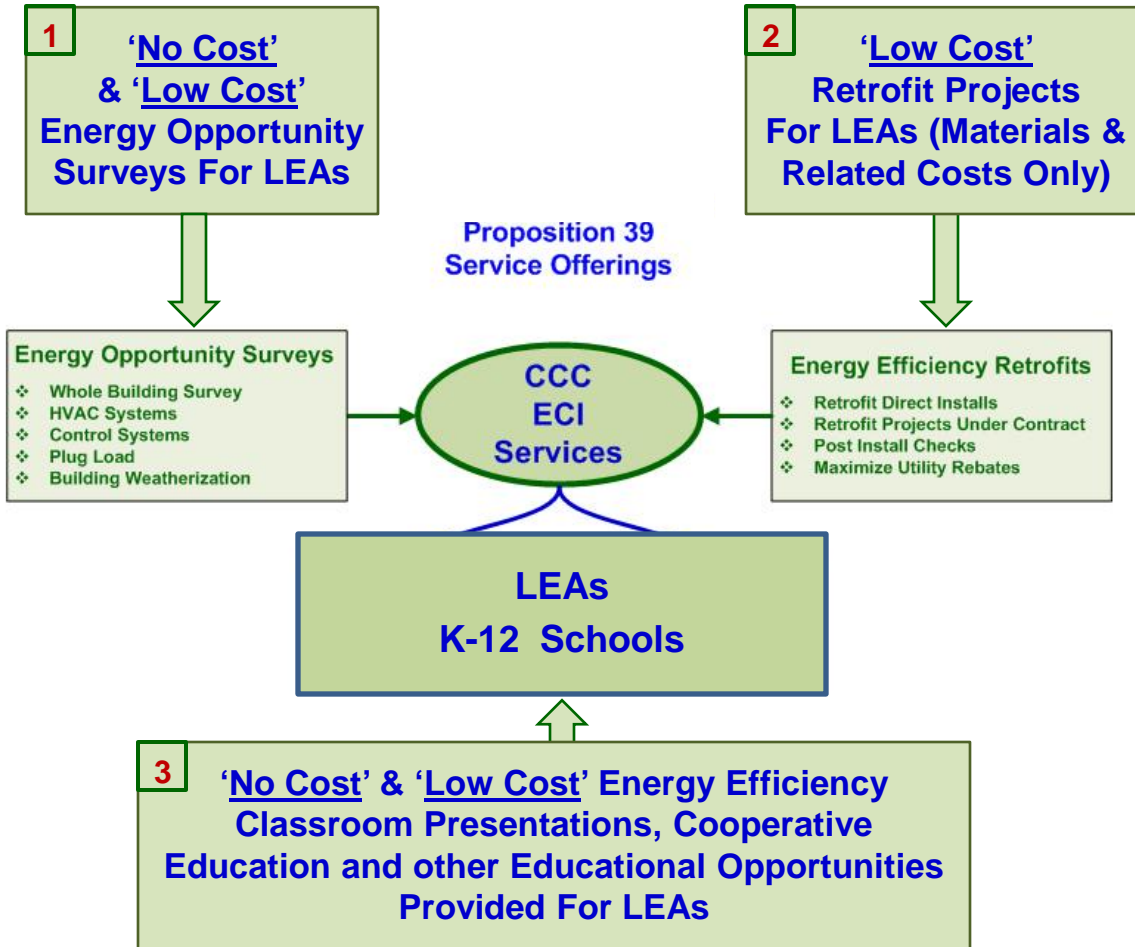 1
‘No Cost’
& ‘Low Cost’
Energy Opportunity
Surveys For LEAs
2
‘Low Cost’
Retrofit Projects
For LEAs (Materials &
Related Costs Only)
Proposition 39
Service Offerings
Energy Opportunity Surveys
❖ Whole Building Survey
❖ HVAC Systems
❖ Control Systems
❖ Plug Load
❖ Building Weatherization
CCC
ECI
Services
Energy Efficiency Retrofits
❖ Retrofit Direct Installs
❖ Retrofit Projects Under Contract
❖ Post Install Checks
❖ Maximize Utility Rebates
LEAs
K-12 Schools
3
‘No Cost’ & ‘Low Cost’ Energy Efficiency
Classroom Presentations, Cooperative
Education and other Educational Opportunities
Provided For LEAs